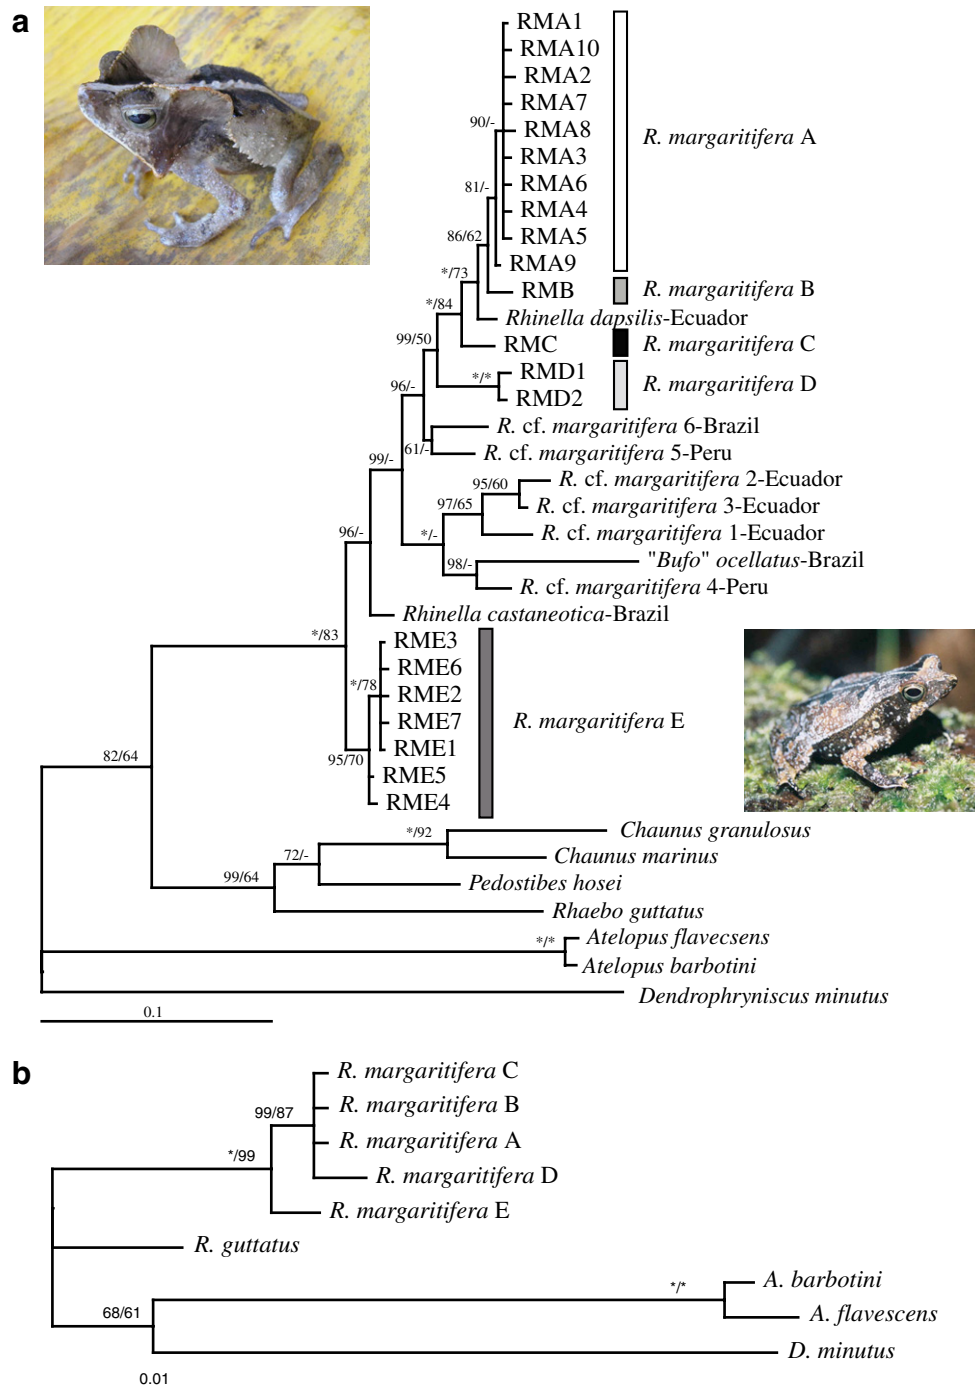 a
RMA1
RMA10
RMA2
RMA7
90/-
RMA8
R. margaritifera A
RMA3
RMA6
81/-
RMA4
RMA5
86/62
RMA9
*/73
RMB
R. margaritifera B
*/84
Rhinella dapsilis-Ecuador
99/50
RMC
R. margaritifera C
*/*
RMD1
R. margaritifera D
96/-
RMD2
R. cf. margaritifera 6-Brazil
61/-
R. cf. margaritifera 5-Peru
99/-
95/60
R. cf. margaritifera 2-Ecuador
97/65
R. cf. margaritifera 3-Ecuador
96/-
*/-
R. cf. margaritifera 1-Ecuador
98/-
"Bufo" ocellatus-Brazil
R. cf. margaritifera 4-Peru
Rhinella castaneotica-Brazil
*/83
RME3
RME6
*/78
RME2
RME7
R. margaritifera E
RME1
95/70
82/64
RME5
RME4
*/92
Chaunus granulosus
72/-
Chaunus marinus
99/64
Pedostibes hosei
Rhaebo guttatus
*/*
Atelopus flavecsens
Atelopus barbotini
Dendrophryniscus minutus
0.1
b
R. margaritifera C
99/87
R. margaritifera B
R. margaritifera A
*/99
R. margaritifera D
R. margaritifera E
R. guttatus
*/*
A. barbotini
68/61
A. flavescens
D. minutus
0.01